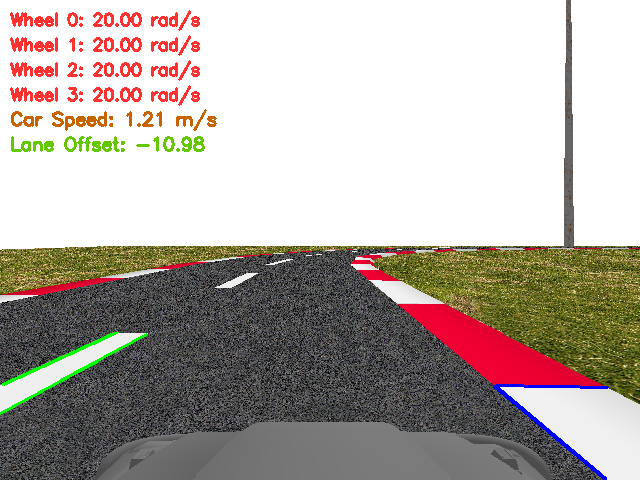 Wheel 0: 20.00 rad/s
Wheel 1: 20.00 rad/s
Wheel 2: 20.00 rad/s
Wheel 3: 20.00 rad/s
Car Speed: 1.21 m/s
Lane Offset: -10.98